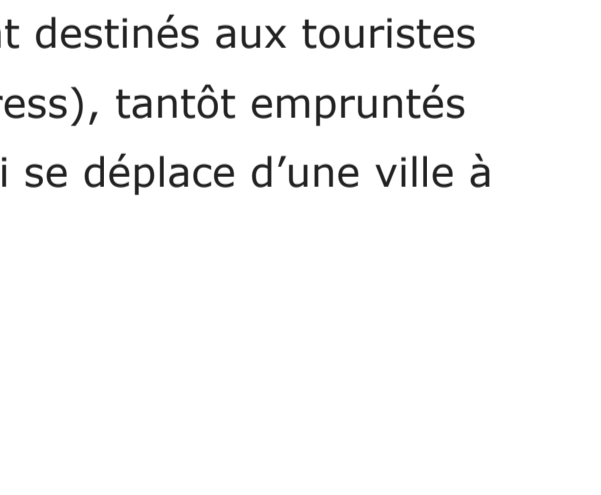 t destinés aux touristes
ress), tantôt empruntés
i se déplace d’une ville à